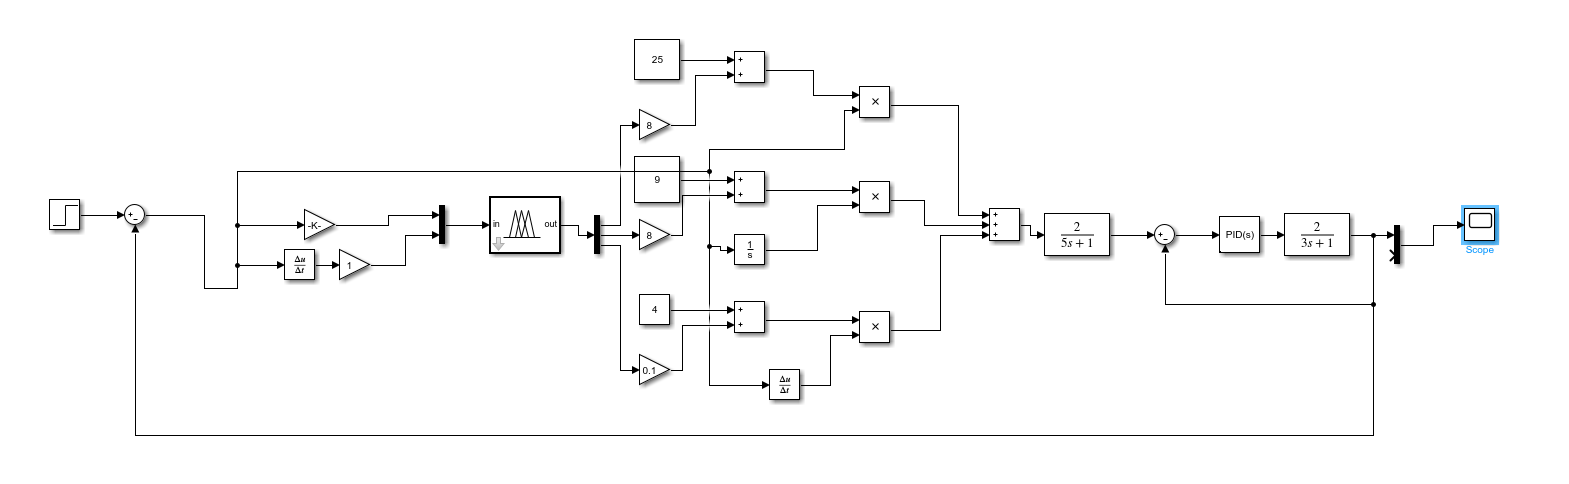 25
+
+
×
8
9
+
+
×
+
-
-K-
in
out
8
1
s
+
+
+
2
5s + 1
+
-
PID(s)
2
3s + 1
Scope
Δu
Δt
1
4
+
+
×
0.1
Δu
Δt